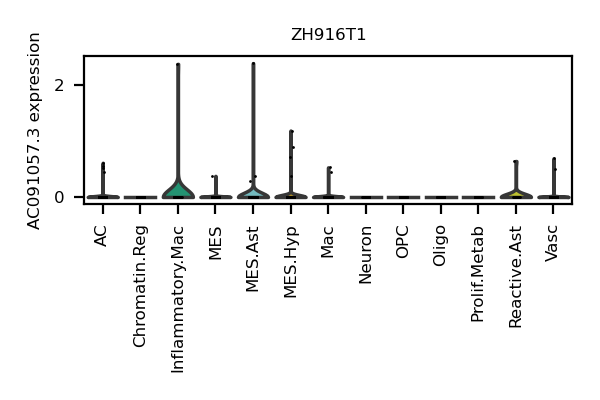 ZH916T1
AC091057.3 expression
2
0
AC
Chromatin.Reg
Inflammatory.Mac
MES
MES.Ast
MES.Hyp
Mac
Neuron
OPC
Oligo
Prolif.Metab
Reactive.Ast
Vasc